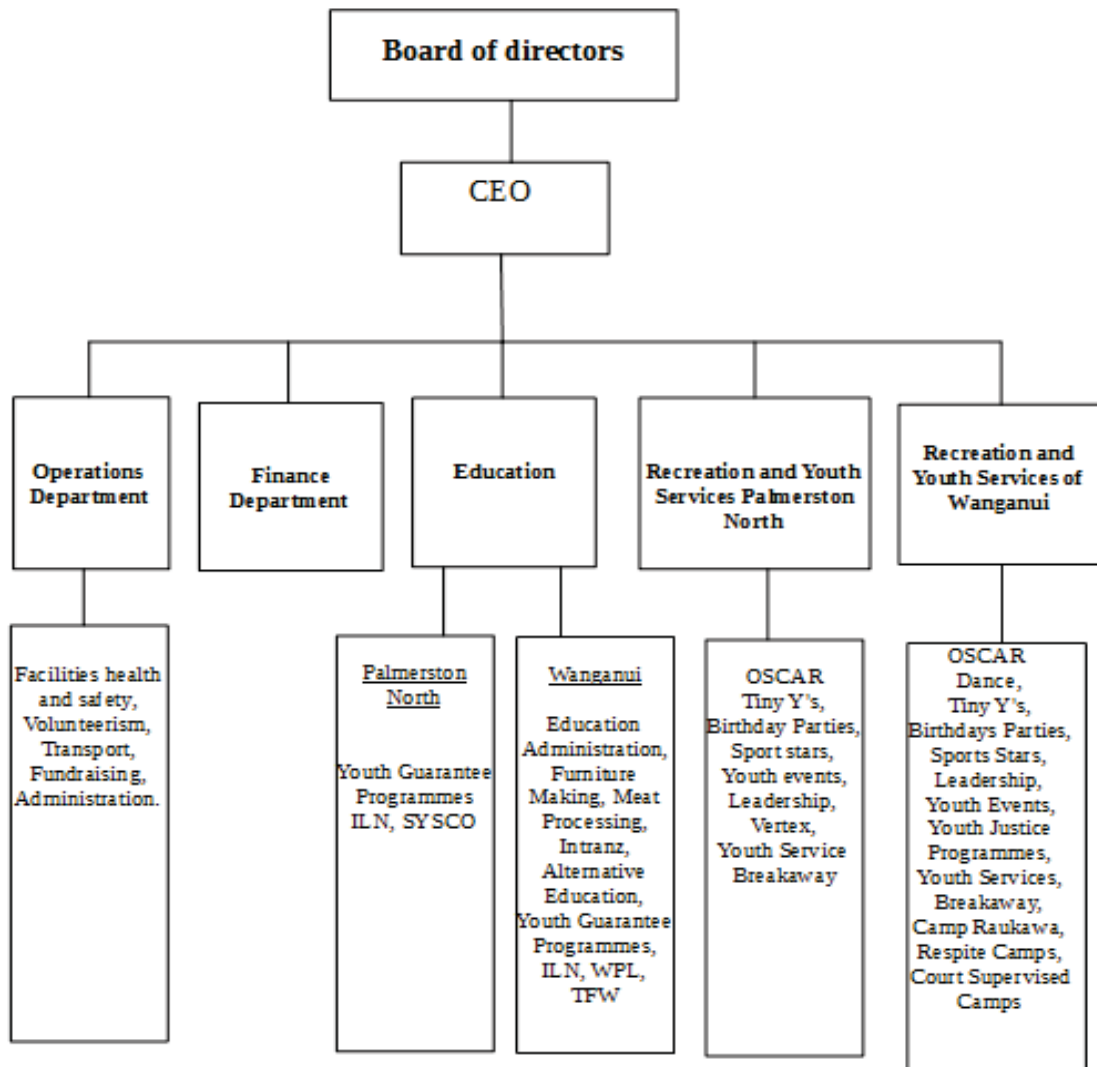 Board of directors
CEO
Operations
Department
Finance
Department
Education
Recreation and Youth
Services Palmerston
North
Recreation and
Youth Services of
Wanganui
Facilities health
and safety,
Volunteerism,
Transport,
Fundraising,
Administration.
Palmerston
North
Youth Guarantee
Programmes
ILN, SYSCO
Wanganui
Education
Administration,
Furniture
Making, Meat
Processing,
Intranz,
Alternative
Education,
Youth Guarantee
Programmes,
ILN, WPL,
TFW
OSCAR
Tiny Y's,
Birthday Parties,
Sport stars,
Youth events,
Leadership,
Vertex,
Youth Service
Breakaway
OSCAR
Dance,
Tiny Y's,
Birthdays Parties,
Sports Stars,
Leadership,
Youth Events,
Youth Justice
Programmes,
Youth Services,
Breakaway,
Camp Raukawa,
Respite Camps,
Court Supervised
Camps